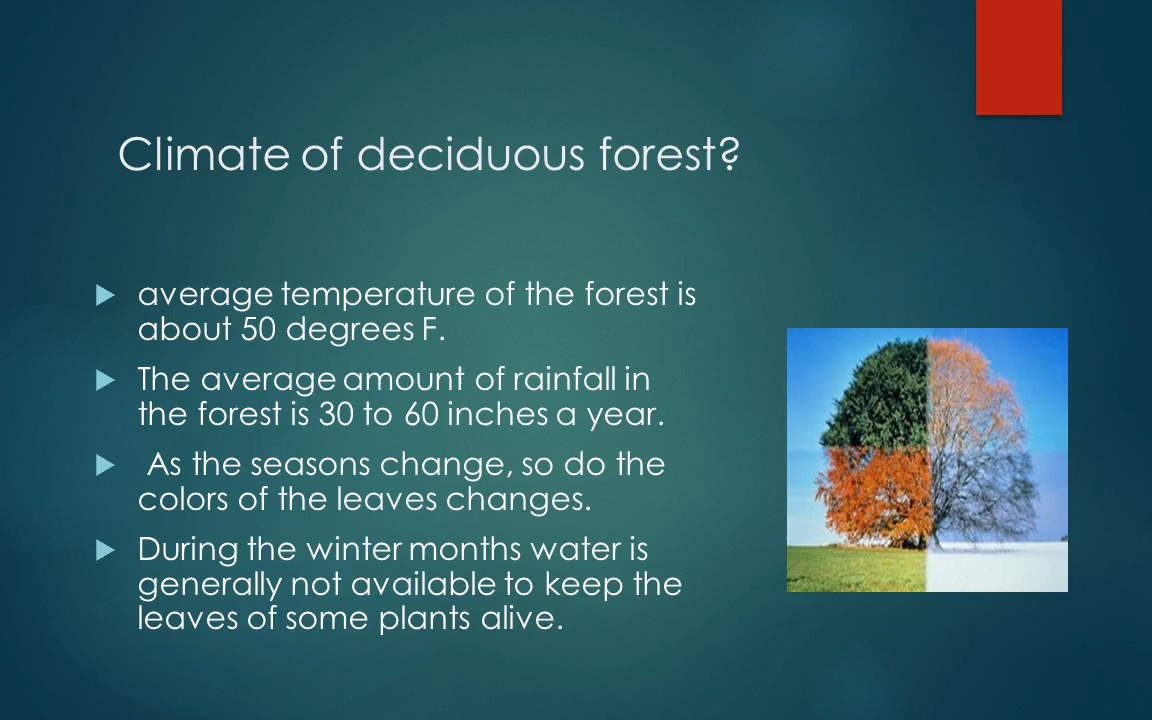 Climate of deciduous forest?
average temperature of the forest is
about 50 degrees F.
The average amount of rainfall in
the forest is 30 to 60 inches a year.
As the seasons change, so do the
colors of the leaves changes.
During the winter months water is
generally not available to keep the
leaves of some plants alive.